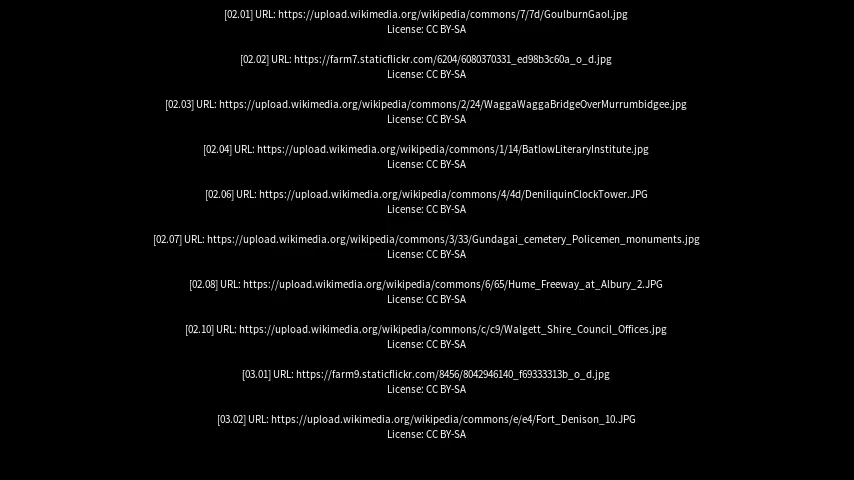 [02.01] URL: https://upload.wikimedia.org/wikipedia/commons/7/7d/GoulburnGaol.jpg
License: CC BY-SA
[02.02] URL: https://farm7.staticflickr.com/6204/6080370331_ed98b3c60a_o_d.jpg
License: CC BY-SA
[02.03] URL: https://upload.wikimedia.org/wikipedia/commons/2/24/WaggaWaggaBridgeOverMurrumbidgee.jpg
License: CC BY-SA
[02.04] URL: https://upload.wikimedia.org/wikipedia/commons/1/14/BatlowLiteraryInstitute.jpg
License: CC BY-SA
[02.06] URL: https://upload.wikimedia.org/wikipedia/commons/4/4d/DeniliquinClockTower.JPG
License: CC BY-SA
[02.07] URL: https://upload.wikimedia.org/wikipedia/commons/3/33/Gundagai_cemetery_Policemen_monuments.jpg
License: CC BY-SA
[02.08] URL: https://upload.wikimedia.org/wikipedia/commons/6/65/Hume_Freeway_at_Albury_2.JPG
License: CC BY-SA
[02.10] URL: https://upload.wikimedia.org/wikipedia/commons/c/c9/Walgett_Shire_Council_Offices.jpg
License: CC BY-SA
[03.01] URL: https://farm9.staticflickr.com/8456/8042946140_f69333313b_o_d.jpg
License: CC BY-SA
[03.02] URL: https://upload.wikimedia.org/wikipedia/commons/e/e4/Fort_Denison_10.JPG
License: CC BY-SA